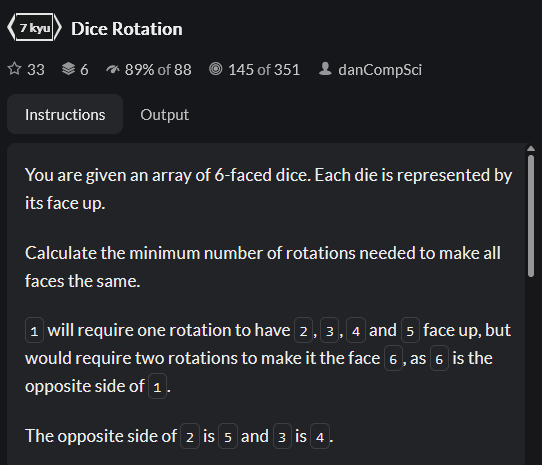 7 kyu Dice Rotation
33 6 89% of 88 145 of 351 danCompSci
Instructions Output
You are given an array of 6-faced dice. Each die is represented by
its face up.
Calculate the minimum number of rotations needed to make all
faces the same.
1 will require one rotation to have 2, 3, 4 and 5 face up, but
would require two rotations to make it the face 6, as 6 is the
opposite side of 1.
The opposite side of 2 is 5 and 3 is 4.